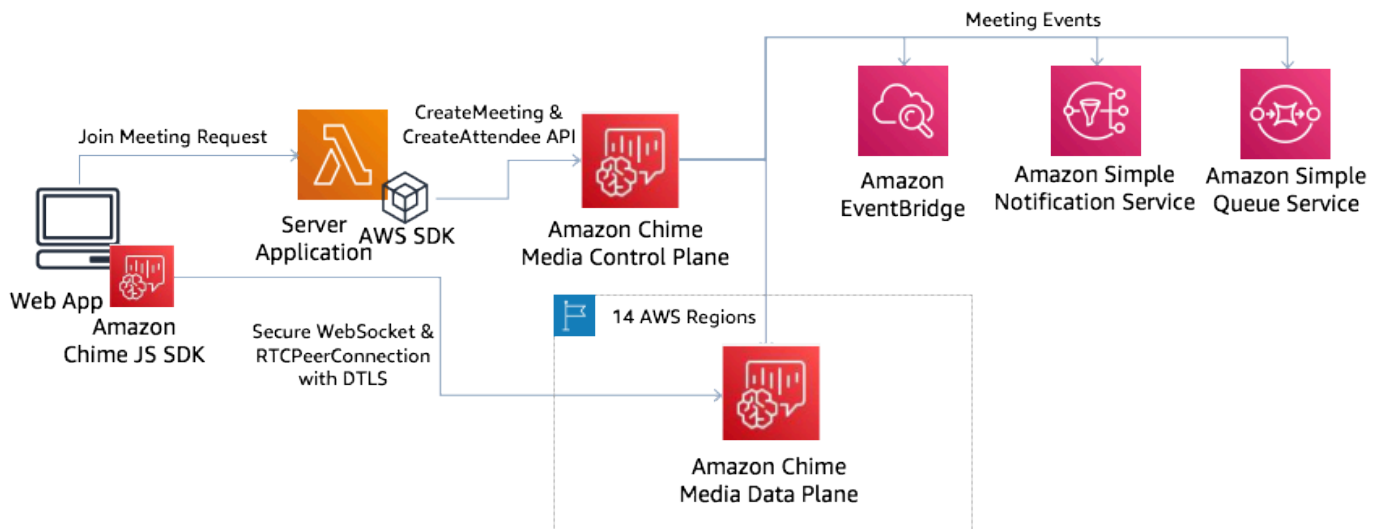 Meeting Events
CreateMeeting &
CreateAttendee API
Join Meeting Request
Amazon
EventBridge
Amazon Simple
Notification Service
Amazon Simple
Queue Service
Server
Application
AWS SDK
Amazon Chime
Media Control Plane
Web App
Amazon
Chime JS SDK
Secure WebSocket &
RTCPeerConnection
with DTLS
14 AWS Regions
Amazon Chime
Media Data Plane